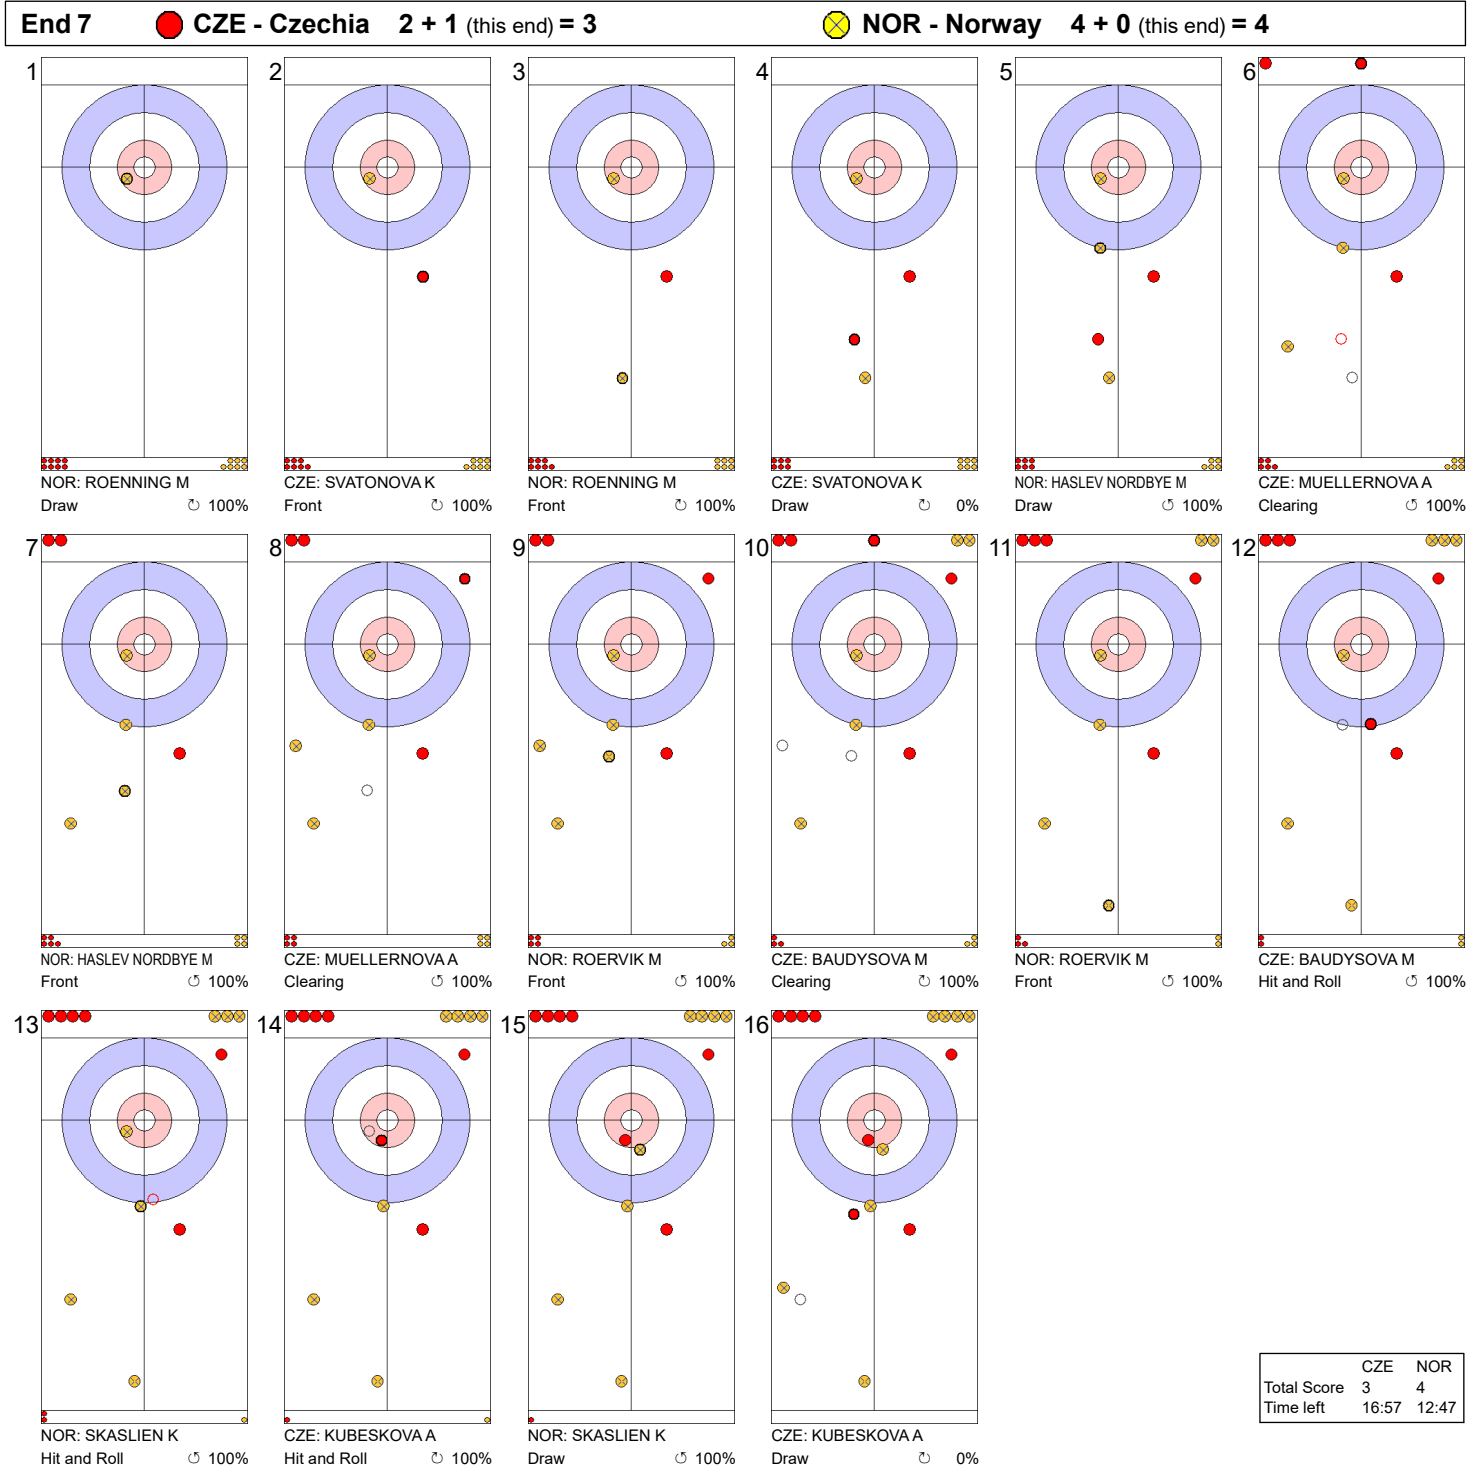 End 7 CZE - Czechia 2 + 1 (this end) = 3 NOR - Norway 4 + 0 (this end) = 4
1 2 3 4 5 6
NOR: ROENNING M CZE: SVATONOVA K NOR: ROENNING M CZE: SVATONOVA K NOR: HASLEV NORDBYE M CZE: MUELLERNOVA A
Draw ↻ 100% Front ↻ 100% Front ↻ 100% Draw ↻ 0% Draw ↻ 100% Clearing ↺ 100%
7 8 9 10 11 12
NOR: HASLEV NORDBYE M CZE: MUELLERNOVA A NOR: ROERVIK M CZE: BAUDYSOVA M NOR: ROERVIK M CZE: BAUDYSOVA M
Front ↺ 100% Clearing ↺ 100% Front ↺ 100% Clearing ↺ 100% Front ↺ 100% Hit and Roll ↺ 100%
13 14 15 16
NOR: SKASLIEN K CZE: KUBESKOVA A NOR: SKASLIEN K CZE: KUBESKOVA A
Hit and Roll ↻ 100% Hit and Roll ↻ 100% Draw ↺ 100% Draw ↻ 0%
CZE NOR
Total Score 3 4
Time left 16:57 12:47